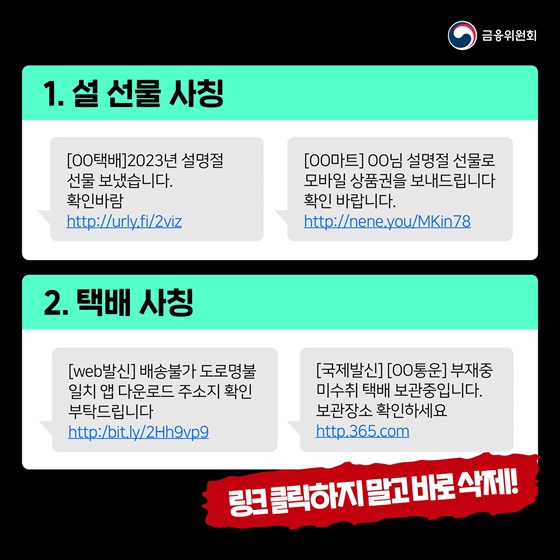 금융위원회
1. 설 선물 사칭
[OO택배]2023년 설명절
선물 보냈습니다.
확인바람
http://urly.fi/2viz
[OO마트] OO님 설명절 선물로
모바일 상품권을 보내드립니다
확인 바랍니다.
http://nene.you/MKin78
2. 택배 사칭
[web발신] 배송불가 도로명불
일치 앱 다운로드 주소지 확인
부탁드립니다
http:/bit.ly/2Hh9vp9
[국제발신] [OO통운] 부재중
미수취 택배 보관중입니다.
보관장소 확인하세요
http.365.com
링크 클릭하지 말고 바로 삭제!